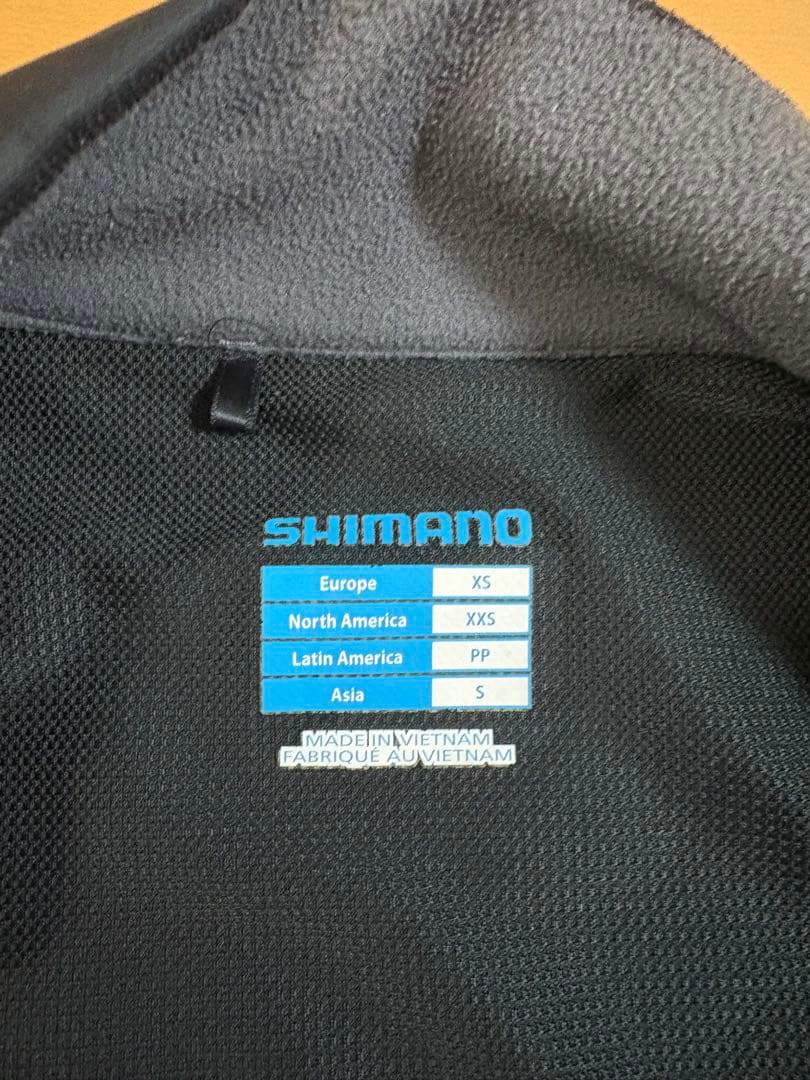 SHIMANO
Europe XS
North America XXS
Latin America PP
Asia S
MADE IN VIETNAM
FABRIQUÉ AU VIETNAM